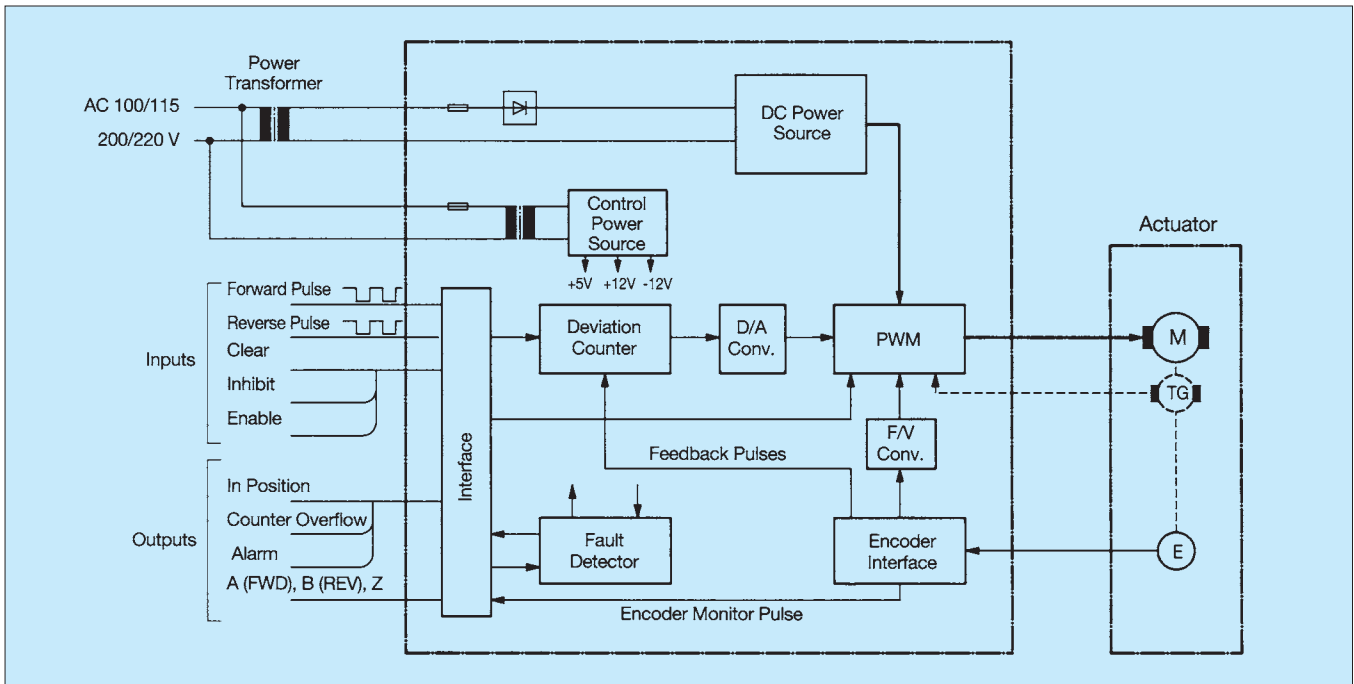 Power
Transformer
AC 100/115
200/220 V
DC Power
Source
Control
Power
Source
+5V +12V -12V
Actuator
Inputs
Forward Pulse
Reverse Pulse
Clear
Inhibit
Enable
Interface
Deviation
Counter
D/A
Conv.
PWM
M
TG
F/V
Conv.
Feedback Pulses
Outputs
In Position
Counter Overflow
Alarm
A (FWD), B (REV), Z
Fault
Detector
Encoder
Interface
E
Encoder Monitor Pulse